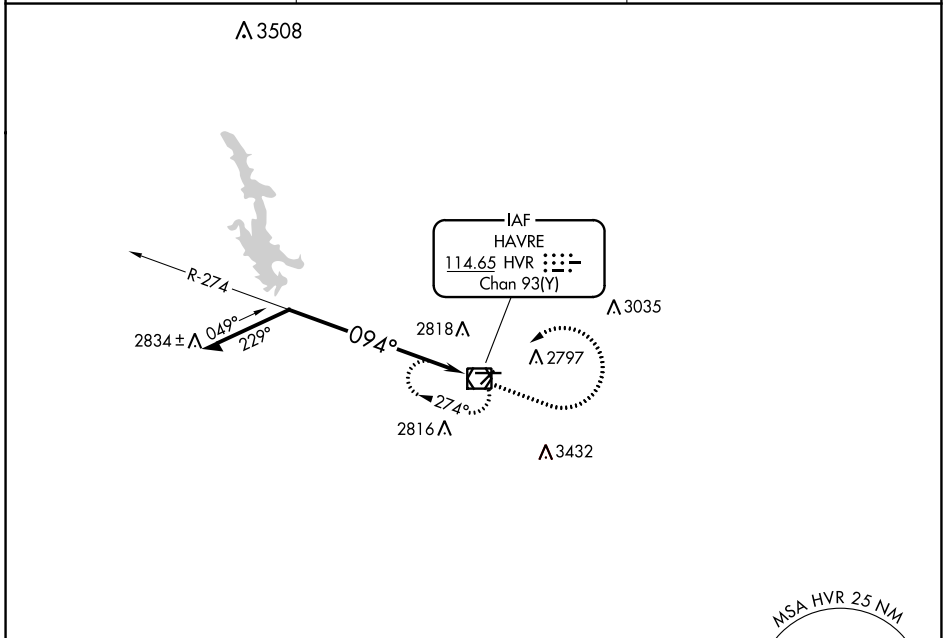 3508
IAF
HAVRE
114.65 HVR
Chan 93(Y)
R-274
3035
2834 ±
049°
229°
094°
2818
2797
274°
2816
3432
MSA HVR 25 NM